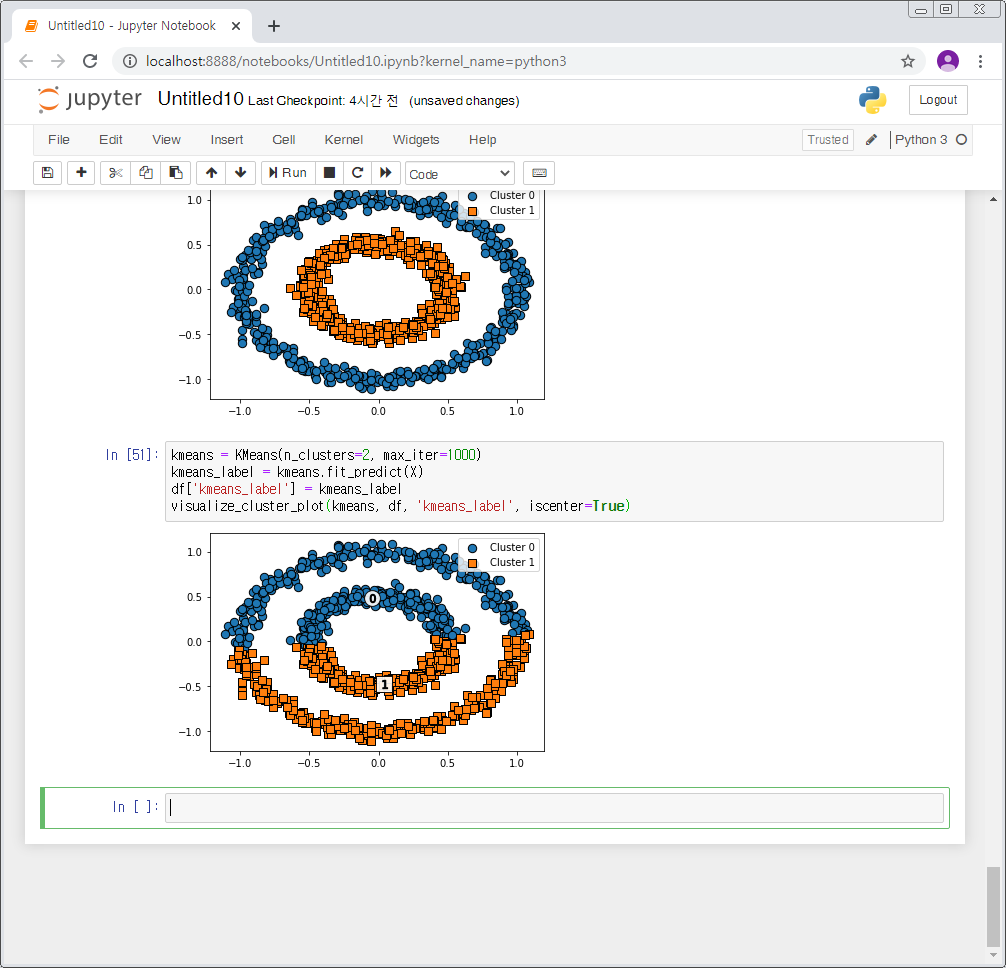 Untitled10 - Jupyter Notebook
localhost:8888/notebooks/Untitled10.ipynb?kernel_name=python3
jupyter Untitled10 Last Checkpoint: 4시간 전 (unsaved changes)
Logout
File Edit View Insert Cell Kernel Widgets Help
Trusted Python 3
Run Code
Cluster 0
Cluster 1
1.0
0.5
0.0
−0.5
−1.0
−1.0 −0.5 0.0 0.5 1.0
In [51]:
kmeans = KMeans(n_clusters=2, max_iter=1000)
kmeans_label = kmeans.fit_predict(X)
df['kmeans_label'] = kmeans_label
visualize_cluster_plot(kmeans, df, 'kmeans_label', iscenter=True)
Cluster 0
Cluster 1
1.0
0.5
0.0
−0.5
−1.0
0
1
−1.0 −0.5 0.0 0.5 1.0
In [ ]: